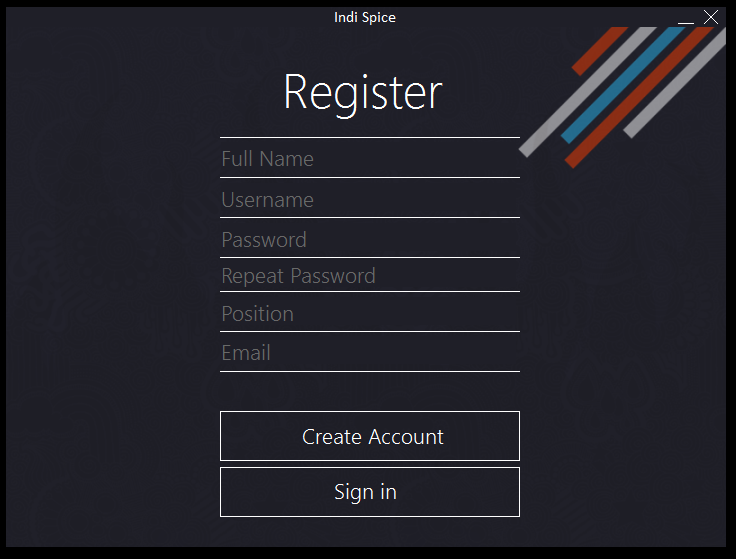 Indi Spice
Register
Full Name
Username
Password
Repeat Password
Position
Email
Create Account
Sign in